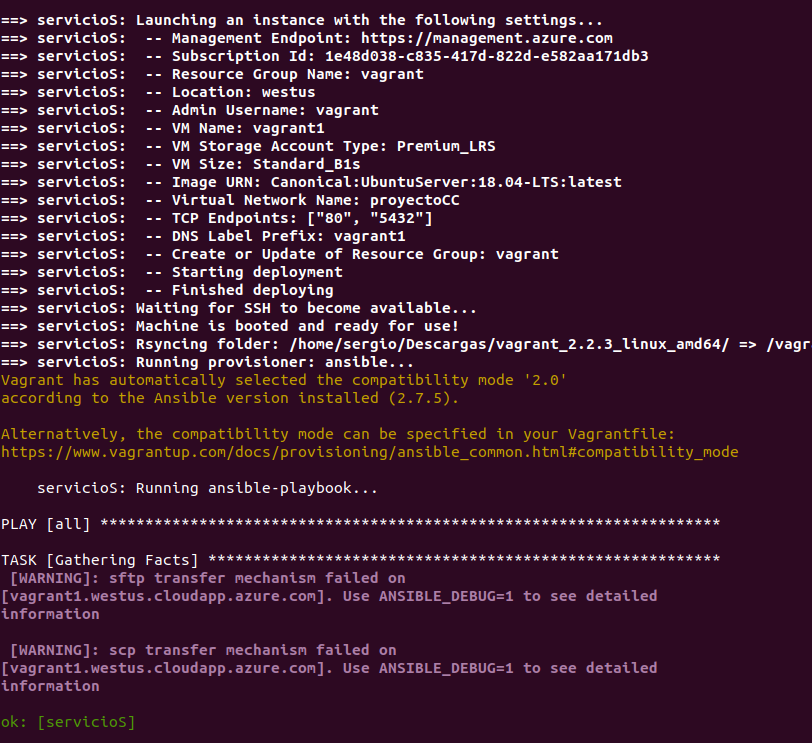 ==> servicioS: Launching an instance with the following settings...
==> servicioS:  -- Management Endpoint: https://management.azure.com
==> servicioS:  -- Subscription Id: 1e48d038-c835-417d-822d-e582aa171db3
==> servicioS:  -- Resource Group Name: vagrant
==> servicioS:  -- Location: westus
==> servicioS:  -- Admin Username: vagrant
==> servicioS:  -- VM Name: vagrant1
==> servicioS:  -- VM Storage Account Type: Premium_LRS
==> servicioS:  -- VM Size: Standard_B1s
==> servicioS:  -- Image URN: Canonical:UbuntuServer:18.04-LTS:latest
==> servicioS:  -- Virtual Network Name: proyectoCC
==> servicioS:  -- TCP Endpoints: ["80", "5432"]
==> servicioS:  -- DNS Label Prefix: vagrant1
==> servicioS:  -- Create or Update of Resource Group: vagrant
==> servicioS:  -- Starting deployment
==> servicioS:  -- Finished deploying
==> servicioS: Waiting for SSH to become available...
==> servicioS: Machine is booted and ready for use!
==> servicioS: Rsyncing folder: /home/sergio/Descargas/vagrant_2.2.3_linux_amd64/ => /vagr
==> servicioS: Running provisioner: ansible...
Vagrant has automatically selected the compatibility mode '2.0'
according to the Ansible version installed (2.7.5).
Alternatively, the compatibility mode can be specified in your Vagrantfile:
https://www.vagrantup.com/docs/provisioning/ansible_common.html#compatibility_mode
    servicioS: Running ansible-playbook...
PLAY [all] *********************************************************************
TASK [Gathering Facts] *********************************************************
 [WARNING]: sftp transfer mechanism failed on
[vagrant1.westus.cloudapp.azure.com]. Use ANSIBLE_DEBUG=1 to see detailed
information
 [WARNING]: scp transfer mechanism failed on
[vagrant1.westus.cloudapp.azure.com]. Use ANSIBLE_DEBUG=1 to see detailed
information
ok: [servicioS]